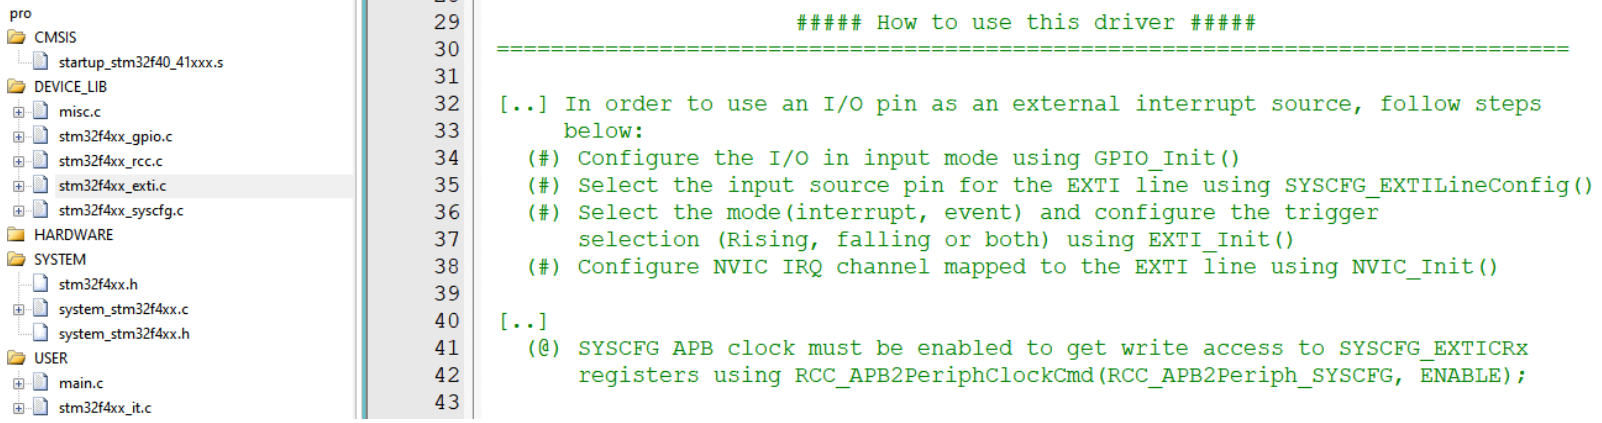 pro
CMSIS
startup_stm32f40_41xxx.s
DEVICE_LIB
misc.c
stm32f4xx_gpio.c
stm32f4xx_rcc.c
stm32f4xx_exti.c
stm32f4xx_syscfg.c
HARDWARE
SYSTEM
stm32f4xx.h
system_stm32f4xx.c
system_stm32f4xx.h
USER
main.c
stm32f4xx_it.c
29 ##### How to use this driver #####
30 ===============================================================================
31
32 [..] In order to use an I/O pin as an external interrupt source, follow steps
33 below:
34 (#) Configure the I/O in input mode using GPIO_Init()
35 (#) Select the input source pin for the EXTI line using SYSCFG_EXTILineConfig()
36 (#) Select the mode(interrupt, event) and configure the trigger
37 selection (Rising, falling or both) using EXTI_Init()
38 (#) Configure NVIC IRQ channel mapped to the EXTI line using NVIC_Init()
39
40 [..]
41 (@) SYSCFG APB clock must be enabled to get write access to SYSCFG_EXTICRx
42 registers using RCC_APB2PeriphClockCmd(RCC_APB2Periph_SYSCFG, ENABLE);
43